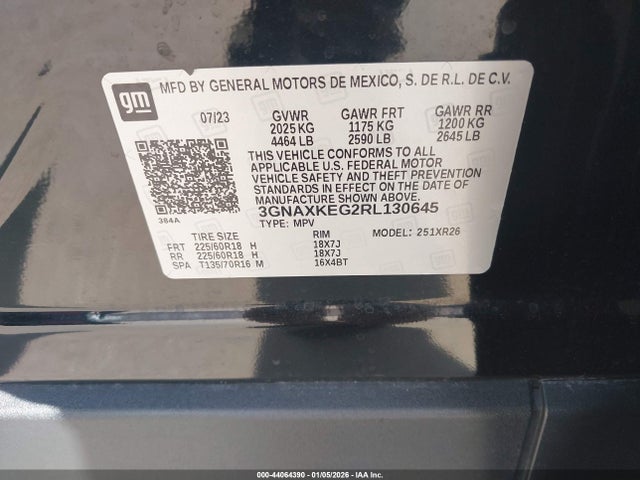 gm
MFD BY GENERAL MOTORS DE MEXICO, S. DE R.L. DE C.V.
07/23 GVWR GAWR FRT GAWR RR
2025 KG 1175 KG 1200 KG
4464 LB 2590 LB 2645 LB
THIS VEHICLE CONFORMS TO ALL
APPLICABLE U.S. FEDERAL MOTOR
VEHICLE SAFETY AND THEFT PREVENTION
STANDARDS IN EFFECT ON THE DATE OF
MANUFACTURE SHOWN ABOVE.
384A
3GNAXKEG2RL130645
TYPE: MPV MODEL: 251XR26
TIRE SIZE RIM
FRT 225/60R18 H 18X7J
RR 225/60R18 H 18X7J
SPA T135/70R16 M 16X4BT
000-44064390 - 01/05/2026 - IAA Inc.